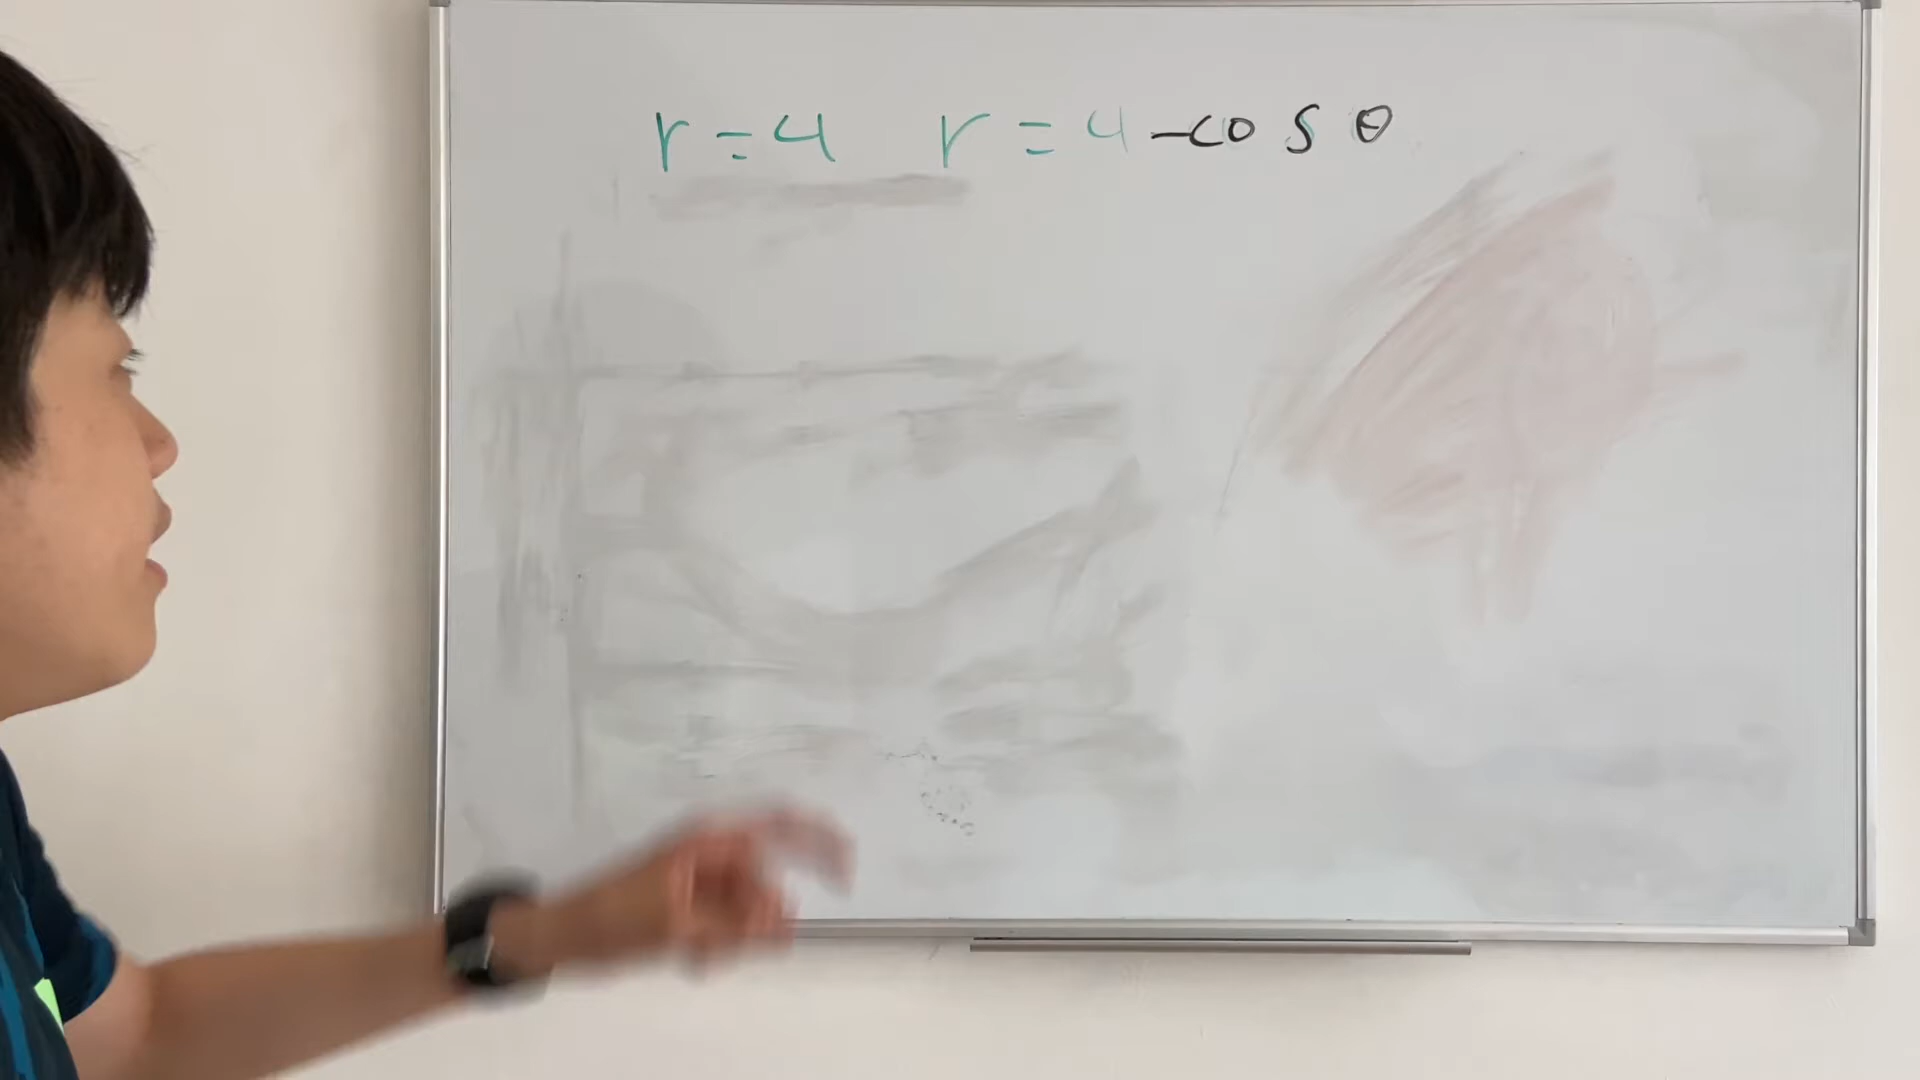 r = 4 r = 4 - cos θ